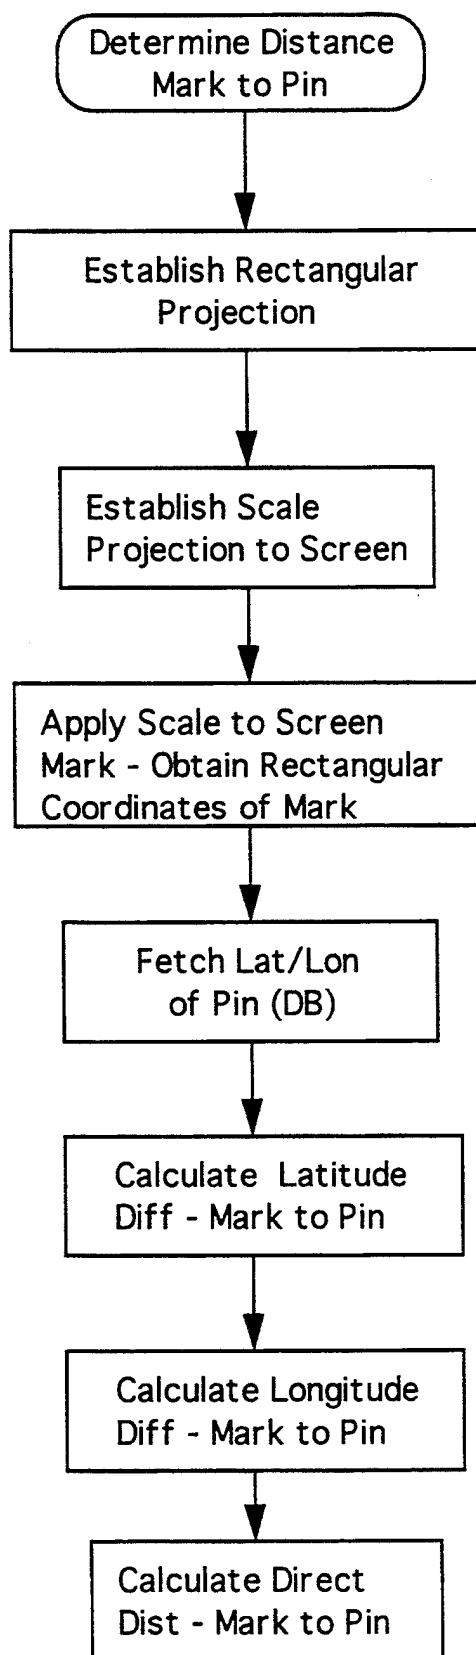 Determine Distance
Mark to Pin
Establish Rectangular
Projection
Establish Scale
Projection to Screen
Apply Scale to Screen
Mark - Obtain Rectangular
Coordinates of Mark
Fetch Lat/Lon
of Pin (DB)
Calculate Latitude
Diff - Mark to Pin
Calculate Longitude
Diff - Mark to Pin
Calculate Direct
Dist - Mark to Pin